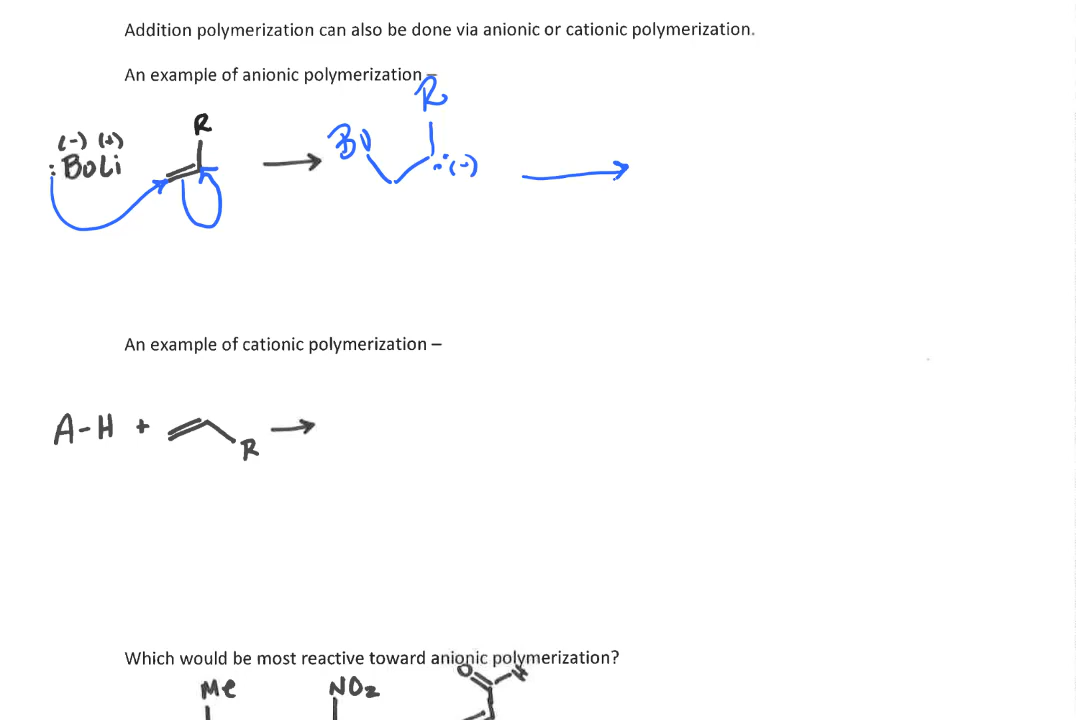 Addition polymerization can also be done via anionic or cationic polymerization.
An example of anionic polymerization –
R
R
(-) (+)
:BuLi
Bu
:(-)
An example of cationic polymerization –
A-H +
R
Which would be most reactive toward anionic polymerization?
O
H
Me
NO2